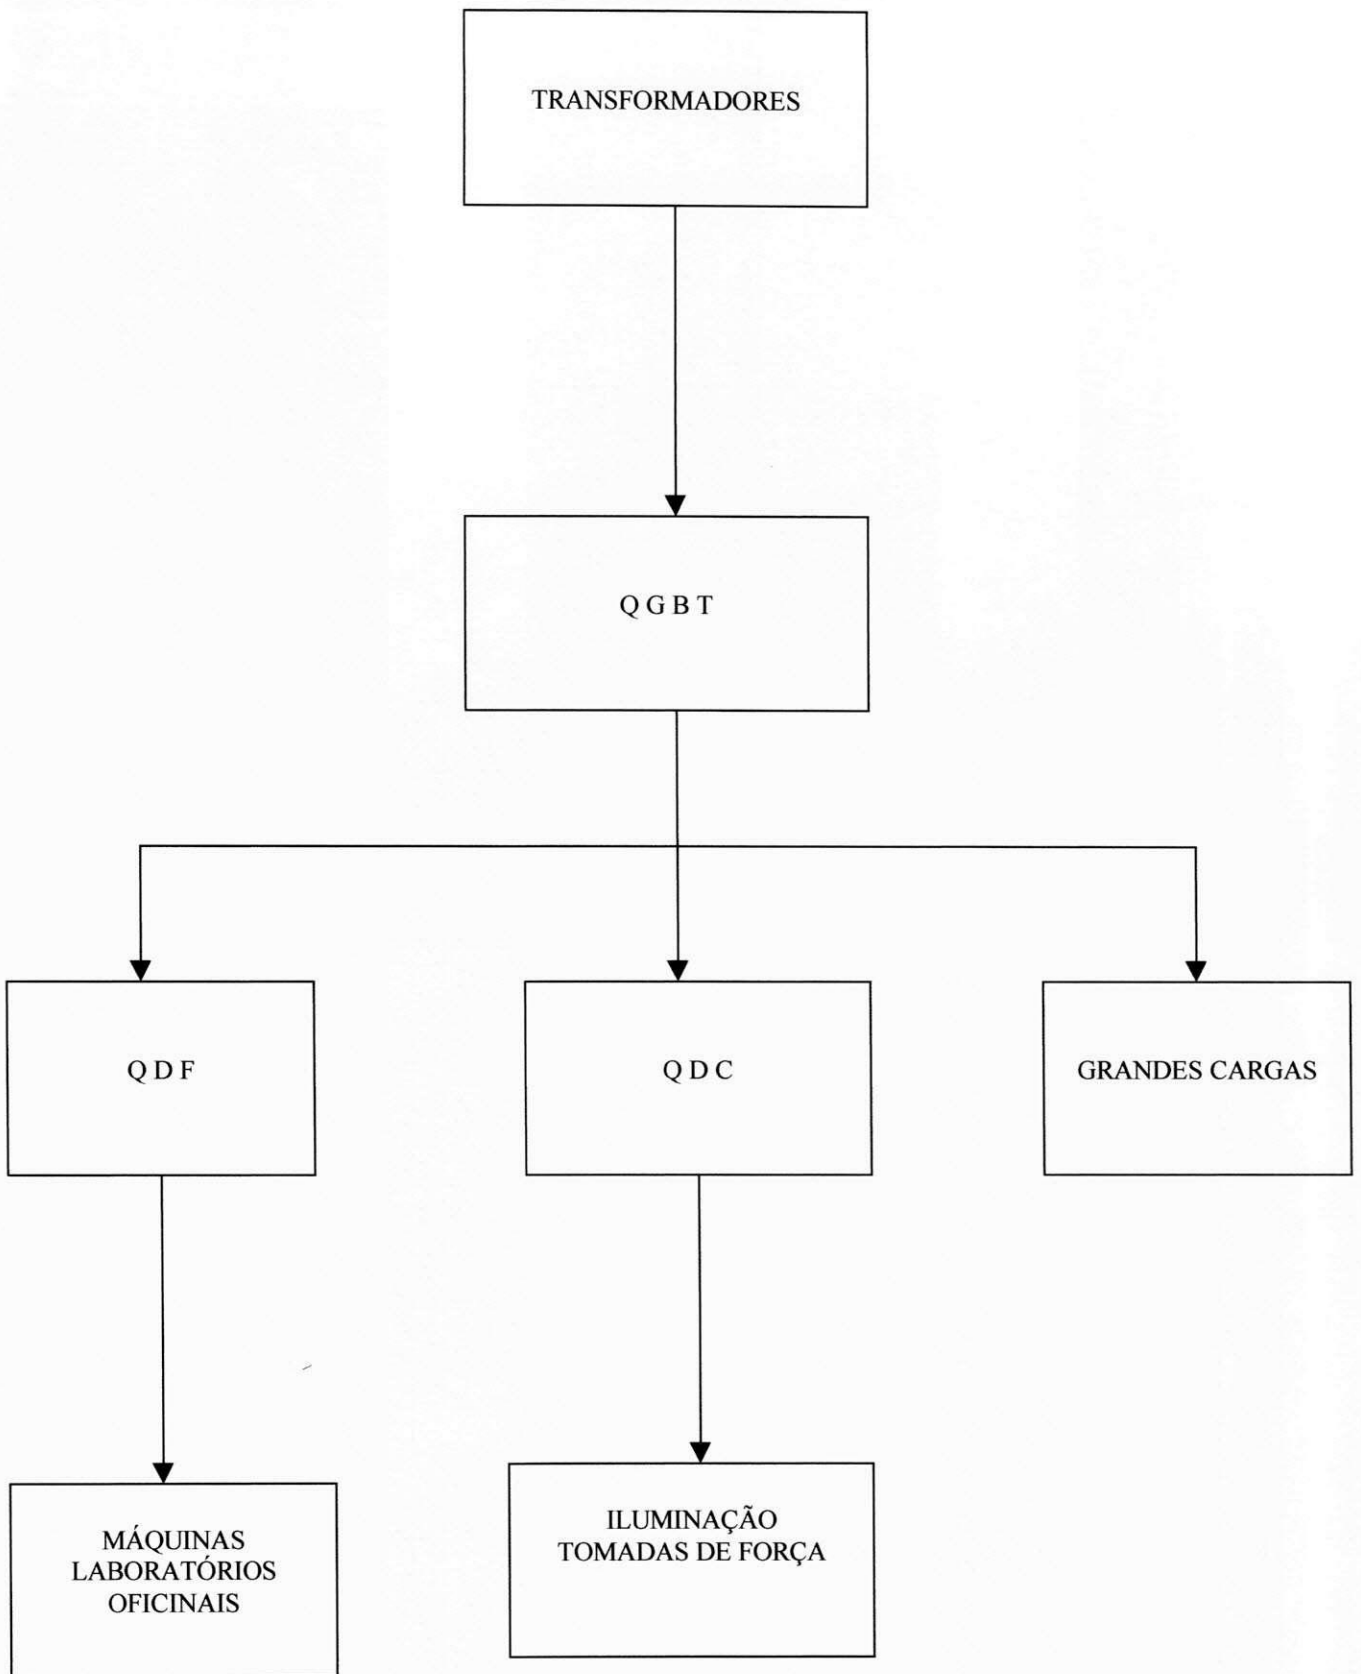 TRANSFORMADORES
Q G B T
Q D F
Q D C
GRANDES CARGAS
MÁQUINAS
LABORATÓRIOS
OFICINAIS
ILUMINAÇÃO
TOMADAS DE FORÇA